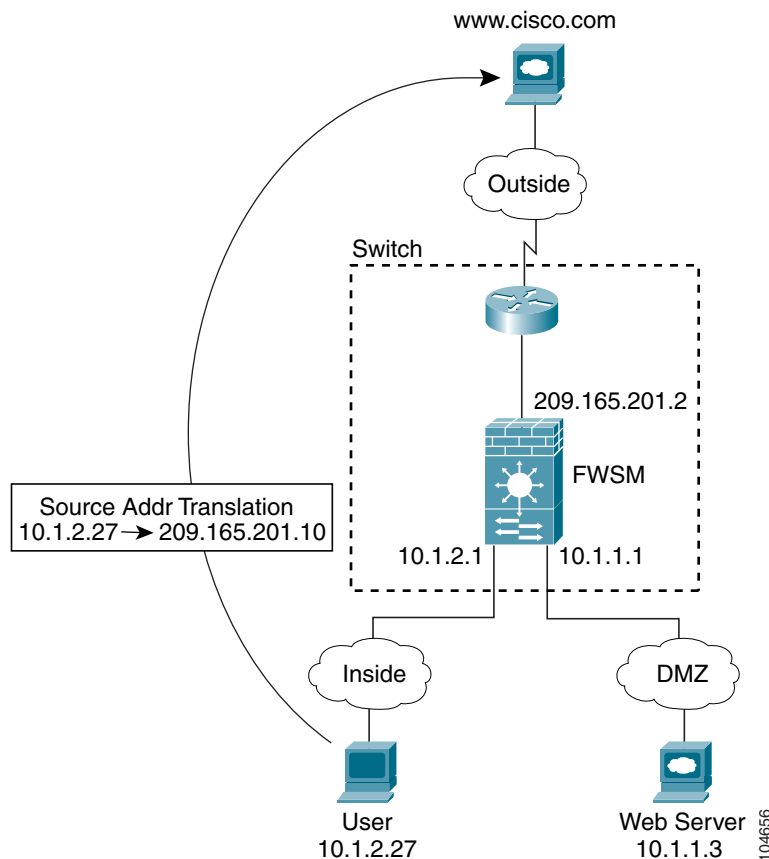 www.cisco.com
Outside
Switch
209.165.201.2
FWSM
Source Addr Translation
10.1.2.27 → 209.165.201.10
10.1.2.1
10.1.1.1
Inside
DMZ
User
10.1.2.27
Web Server
10.1.1.3
104656